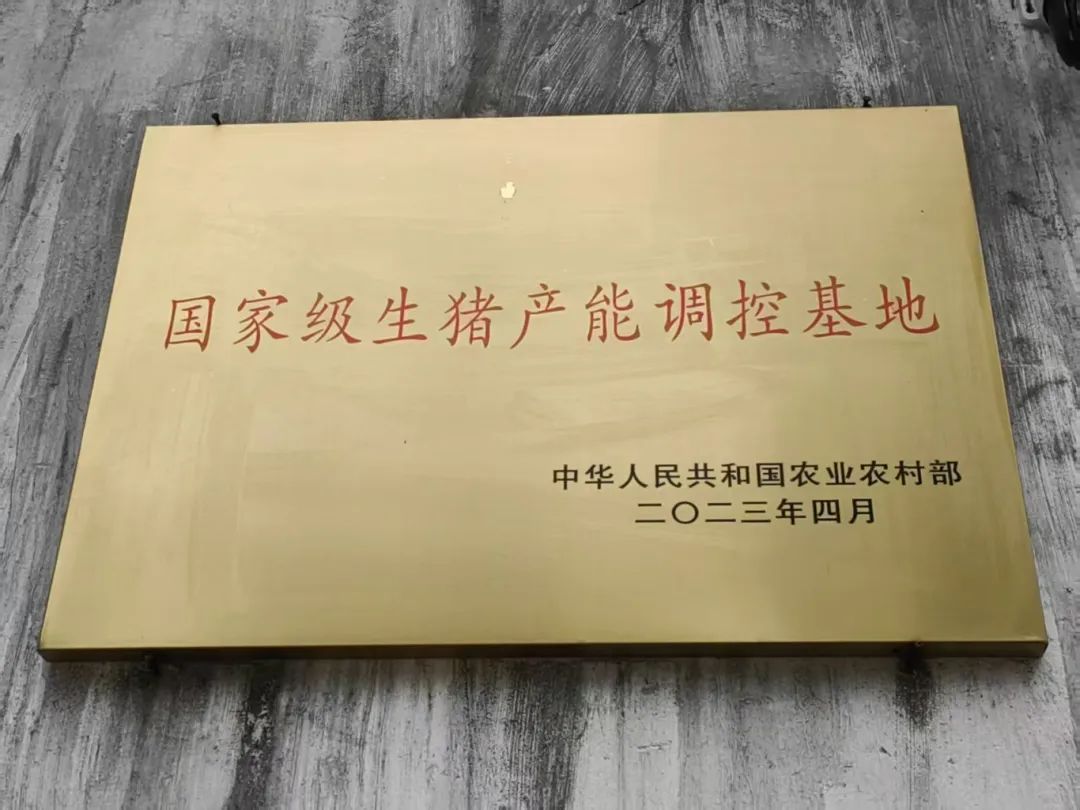 国家级生猪产能调控基地
中华人民共和国农业农村部
二〇二三年四月